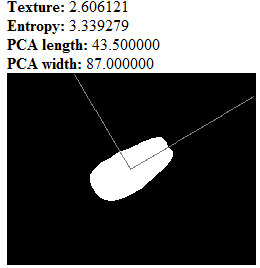 Texture: 2.606121
Entropy: 3.339279
PCA length: 43.500000
PCA width: 87.000000